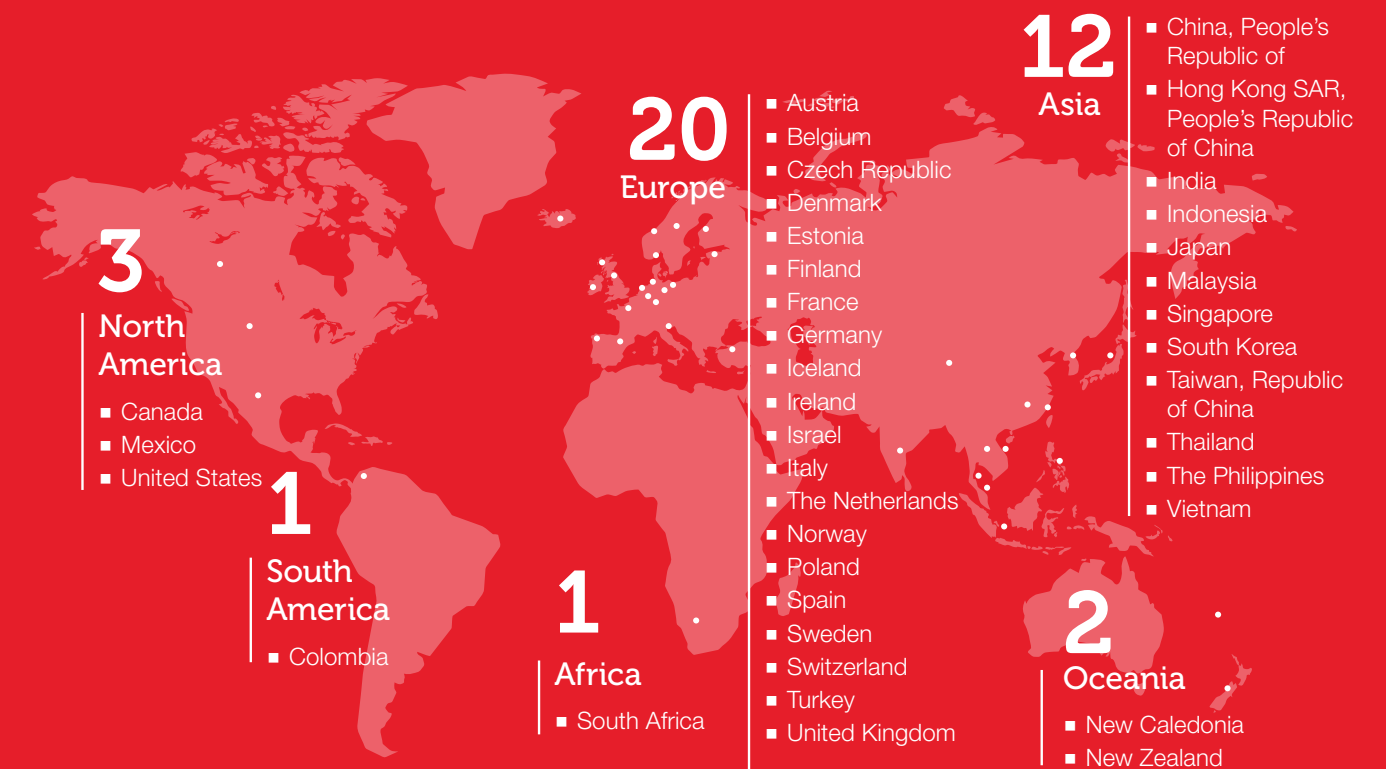 3
North
America
■ Canada
■ Mexico
■ United States
1
South
America
■ Colombia
1
Africa
■ South Africa
20
Europe
■ Austria
■ Belgium
■ Czech Republic
■ Denmark
■ Estonia
■ Finland
■ France
■ Germany
■ Iceland
■ Ireland
■ Israel
■ Italy
■ The Netherlands
■ Norway
■ Poland
■ Spain
■ Sweden
■ Switzerland
■ Turkey
■ United Kingdom
12
Asia
■ China, People’s
Republic of
■ Hong Kong SAR,
People’s Republic
of China
■ India
■ Indonesia
■ Japan
■ Malaysia
■ Singapore
■ South Korea
■ Taiwan, Republic
of China
■ Thailand
■ The Philippines
■ Vietnam
2
Oceania
■ New Caledonia
■ New Zealand